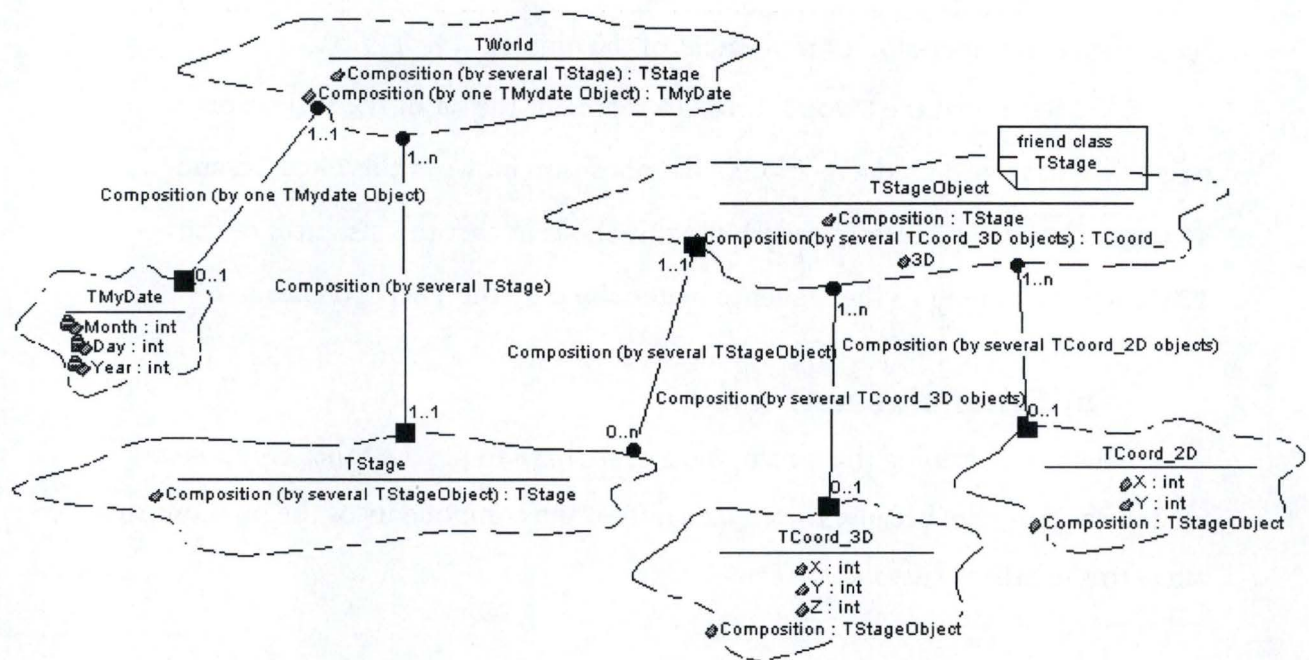 TWorld
Composition (by several TStage) : TStage
Composition (by one TMydate Object) : TMyDate
1..1
1..n
friend class
TStage
TStageObject
Composition : TStage
Composition(by several TCoord_3D objects) : TCoord_
3D
1..1
1..n
1..n
Composition (by one TMydate Object)
Composition (by several TStage)
0..1
TMyDate
Month : int
Day : int
Year : int
Composition (by several TStageObject)
Composition (by several TCoord_2D objects)
Composition(by several TCoord_3D objects)
1..1
0..n
0..1
0..1
TStage
Composition (by several TStageObject) : TStage
TCoord_2D
X : int
Y : int
Composition : TStageObject
TCoord_3D
X : int
Y : int
Z : int
Composition : TStageObject